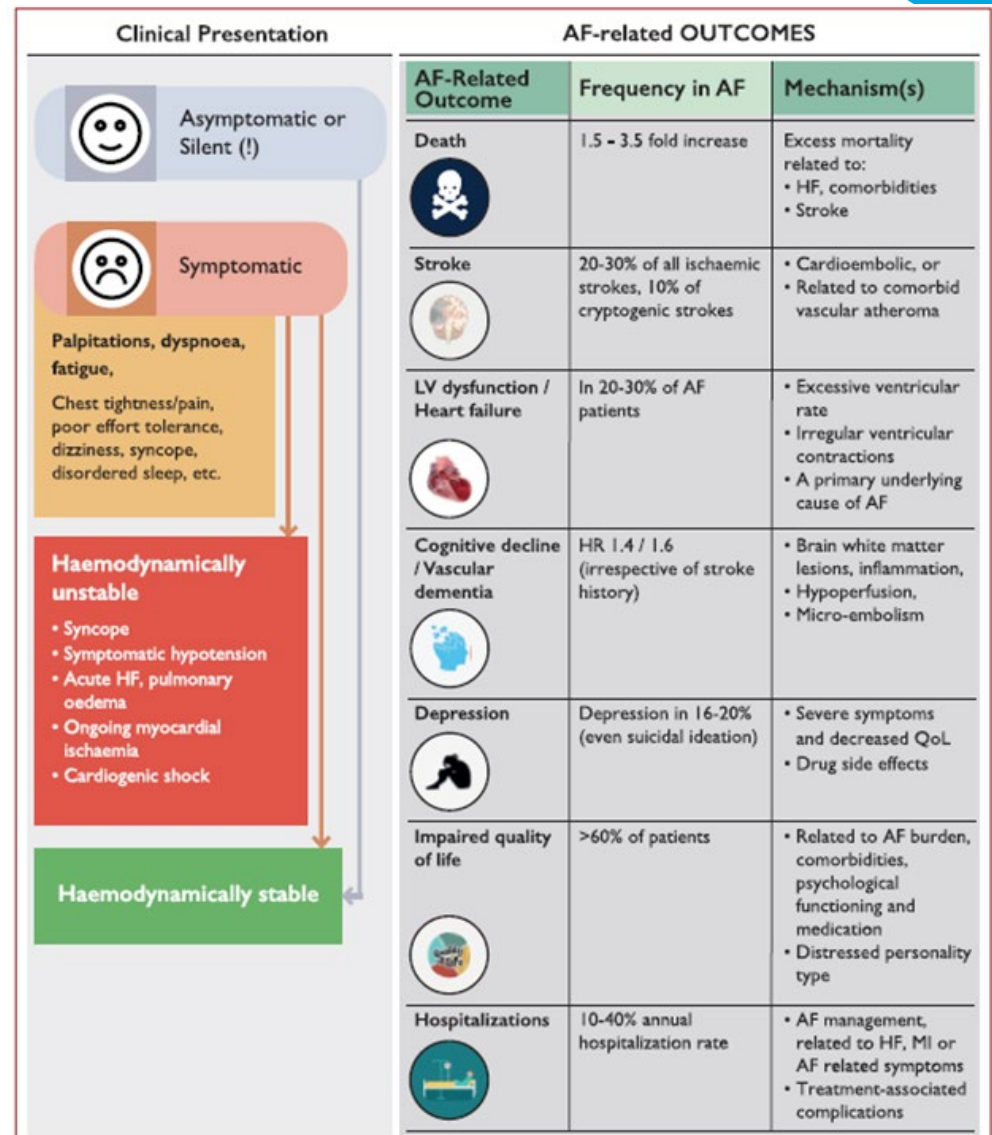 Clinical Presentation
Asymptomatic or
Silent (!)
Symptomatic
Palpitations, dyspnoea,
fatigue,
Chest tightness/pain,
poor effort tolerance,
dizziness, syncope,
disordered sleep, etc.
Haemodynamically
unstable
• Syncope
• Symptomatic hypotension
• Acute HF, pulmonary
oedema
• Ongoing myocardial
ischaemia
• Cardiogenic shock
Haemodynamically stable
AF-related OUTCOMES
AF-Related
Outcome
Frequency in AF
Mechanism(s)
Death
1.5 - 3.5 fold increase
Excess mortality
related to:
• HF, comorbidities
• Stroke
Stroke
20-30% of all ischaemic
strokes, 10% of
cryptogenic strokes
• Cardioembolic, or
• Related to comorbid
vascular atheroma
LV dysfunction /
Heart failure
In 20-30% of AF
patients
• Excessive ventricular
rate
• Irregular ventricular
contractions
• A primary underlying
cause of AF
Cognitive decline
/ Vascular
dementia
HR 1.4 / 1.6
(irrespective of stroke
history)
• Brain white matter
lesions, inflammation,
• Hypoperfusion,
• Micro-embolism
Depression
Depression in 16-20%
(even suicidal ideation)
• Severe symptoms
and decreased QoL
• Drug side effects
Impaired quality
of life
Quality of Life
>60% of patients
• Related to AF burden,
comorbidities,
psychological
functioning and
medication
• Distressed personality
type
Hospitalizations
10-40% annual
hospitalization rate
• AF management,
related to HF, MI or
AF related symptoms
• Treatment-associated
complications